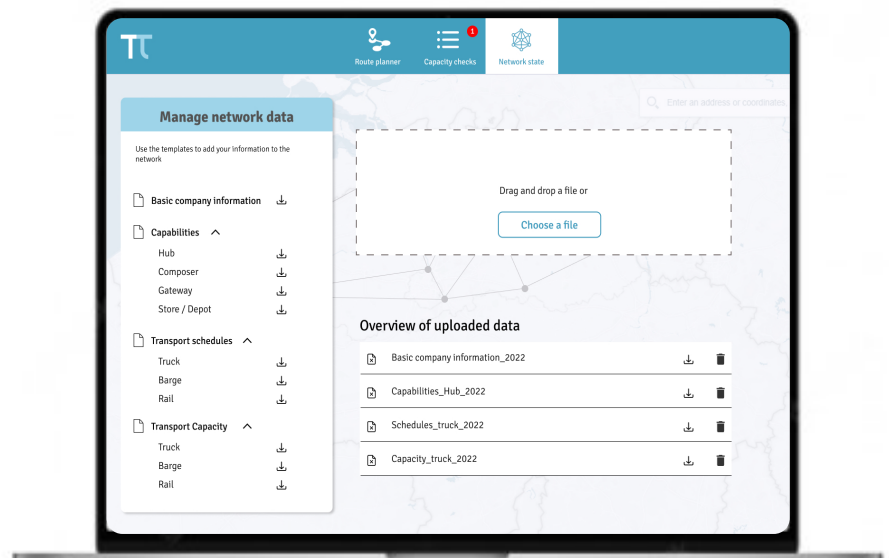 1
Route planner
Capacity checks
Network state
Enter an address or coordinates,
Manage network data
Use the templates to add your information to the
network
Basic company information
Capabilities
Hub
Composer
Gateway
Store / Depot
Transport schedules
Truck
Barge
Rail
Transport Capacity
Truck
Barge
Rail
Drag and drop a file or
Choose a file
Overview of uploaded data
Basic company information_2022
Capabilities_Hub_2022
Schedules_truck_2022
Capacity_truck_2022